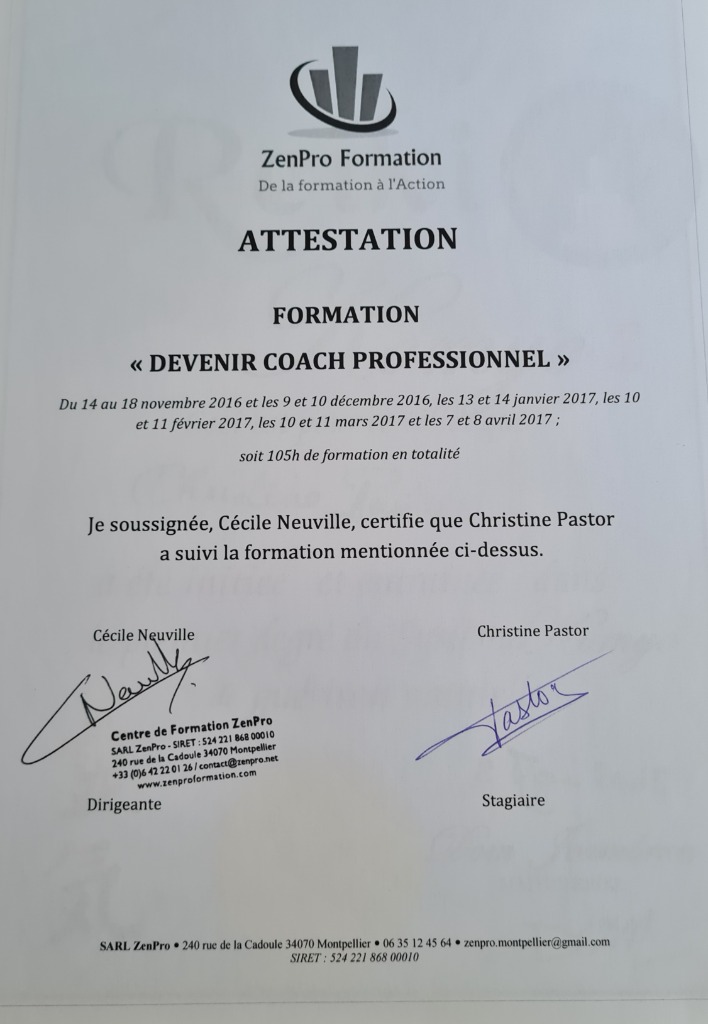 ZenPro Formation
De la formation à l'Action
ATTESTATION
FORMATION
« DEVENIR COACH PROFESSIONNEL »
Du 14 au 18 novembre 2016 et les 9 et 10 décembre 2016, les 13 et 14 janvier 2017, les 10
et 11 février 2017, les 10 et 11 mars 2017 et les 7 et 8 avril 2017 ;
soit 105h de formation en totalité
Je soussignée, Cécile Neuville, certifie que Christine Pastor
a suivi la formation mentionnée ci-dessus.
Cécile Neuville
Neuville
Centre de Formation ZenPro
SARL ZenPro - SIRET : 524 221 868 00010
240 rue de la Cadoule 34070 Montpellier
+33 (0)6 42 22 01 26 / contact@zenpro.net
www.zenproformation.com
Dirigeante
Christine Pastor
Pastor
Stagiaire
SARL ZenPro • 240 rue de la Cadoule 34070 Montpellier • 06 35 12 45 64 • zenpro.montpellier@gmail.com
SIRET : 524 221 868 00010